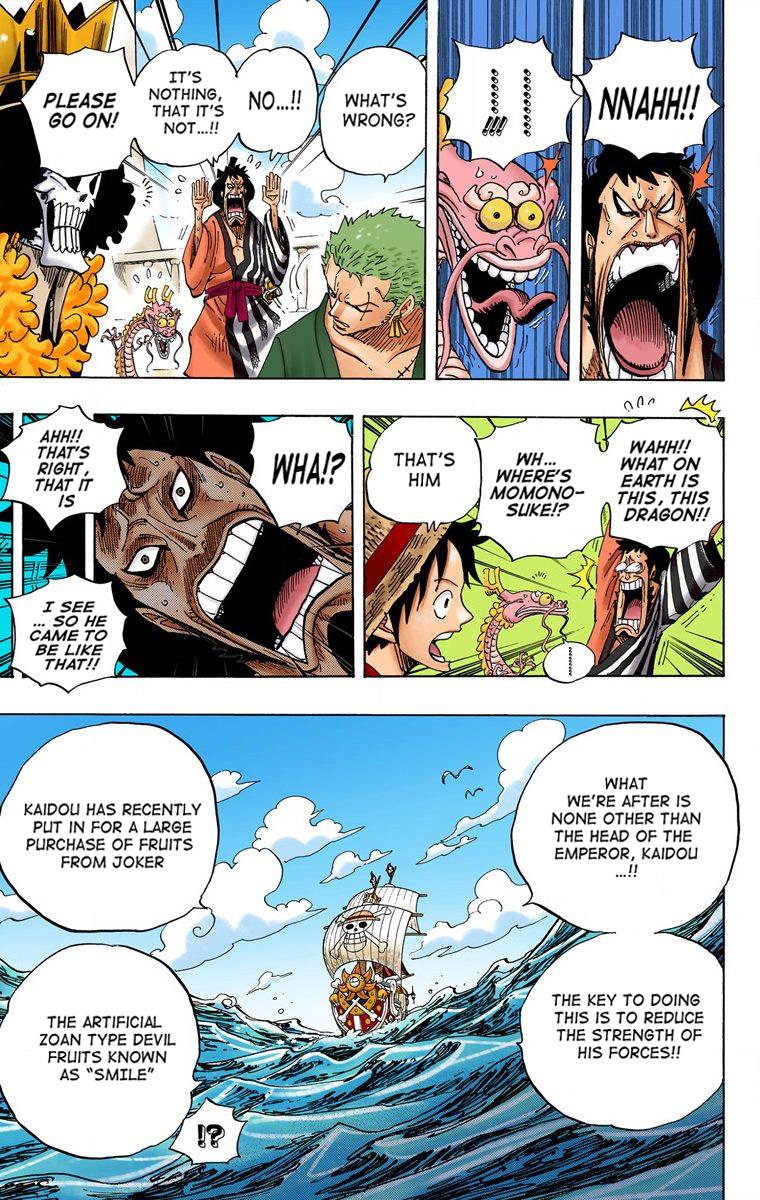 NNAHH!!
!!!
WHAT'S
WRONG?
NO...!!
IT'S
NOTHING,
THAT IT'S
NOT...!!
PLEASE
GO ON!
WAHH!!
WHAT ON
EARTH IS
THIS, THIS
DRAGON!!
WH...
WHERE'S
MOMONO-
SUKE!?
THAT'S
HIM
WHA!?
AHH!!
THAT'S
RIGHT,
THAT IT
IS
I SEE
... SO HE
CAME TO
BE LIKE
THAT!!
WHAT
WE'RE AFTER IS
NONE OTHER THAN
THE HEAD OF THE
EMPEROR, KAIDOU
...!!
THE KEY TO DOING
THIS IS TO REDUCE
THE STRENGTH OF
HIS FORCES!!
KAIDOU HAS RECENTLY
PUT IN FOR A LARGE
PURCHASE OF FRUITS
FROM JOKER
THE ARTIFICIAL
ZOAN TYPE DEVIL
FRUITS KNOWN
AS "SMILE"
!?